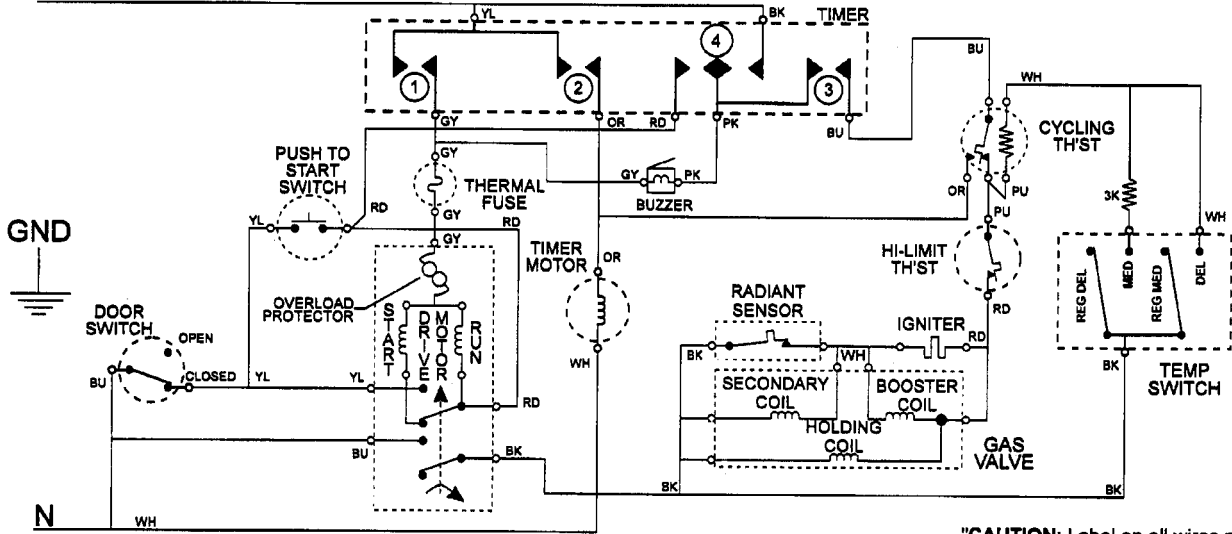 YL
BK
TIMER
4
1
2
3
BU
WH
GY
OR
RD
PK
BU
CYCLING
TH'ST
GY
PUSH TO
START
SWITCH
THERMAL
FUSE
GY
PK
BUZZER
OR
PU
PU
3K
WH
RD
YL
RD
GY
GY
GND
TIMER
MOTOR
OR
HI-LIMIT
TH'ST
REG DEL
MED
REG MED
DEL
OVERLOAD
PROTECTOR
DOOR
SWITCH
OPEN
CLOSED
START
DRIVE
MOTOR
RUN
RADIANT
SENSOR
IGNITER
RD
RD
BK
WH
WH
BK
TEMP
SWITCH
BU
YL
YL
RD
SECONDARY
COIL
BOOSTER
COIL
HOLDING
COIL
GAS
VALVE
BU
BK
BK
BK
N
WH
"CAUTION: Label on all wires